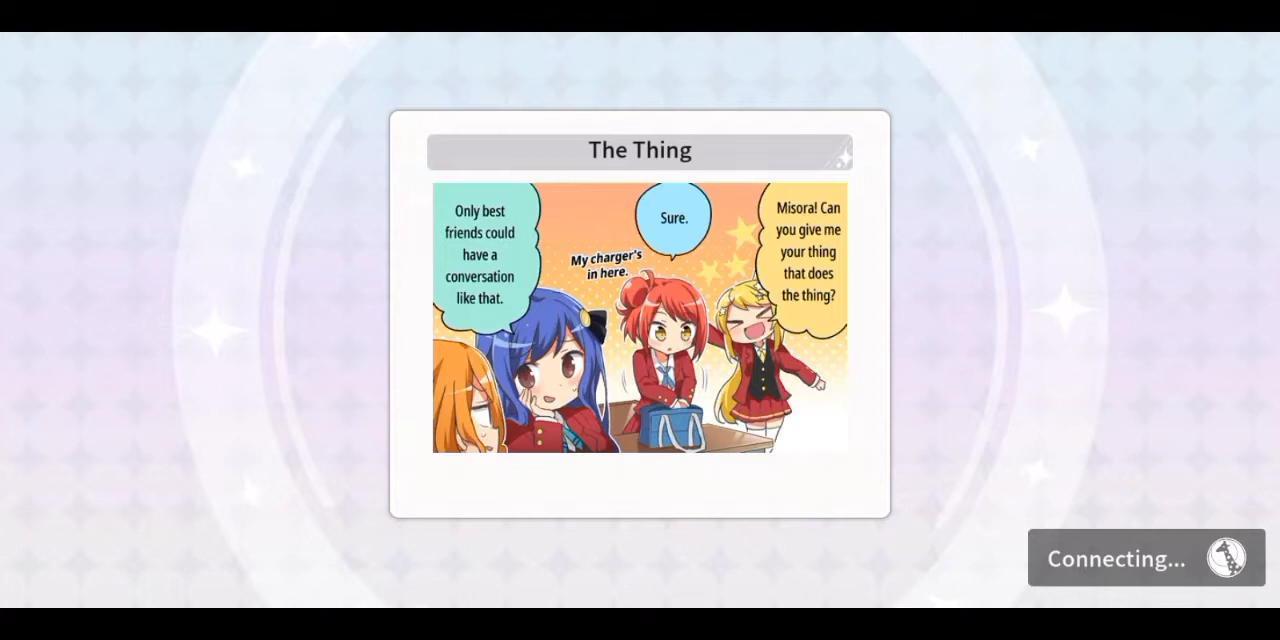 The Thing
Misora! Can
you give me
your thing
that does
the thing?
Sure.
My charger's
in here.
Only best
friends could
have a
conversation
like that.
Connecting...